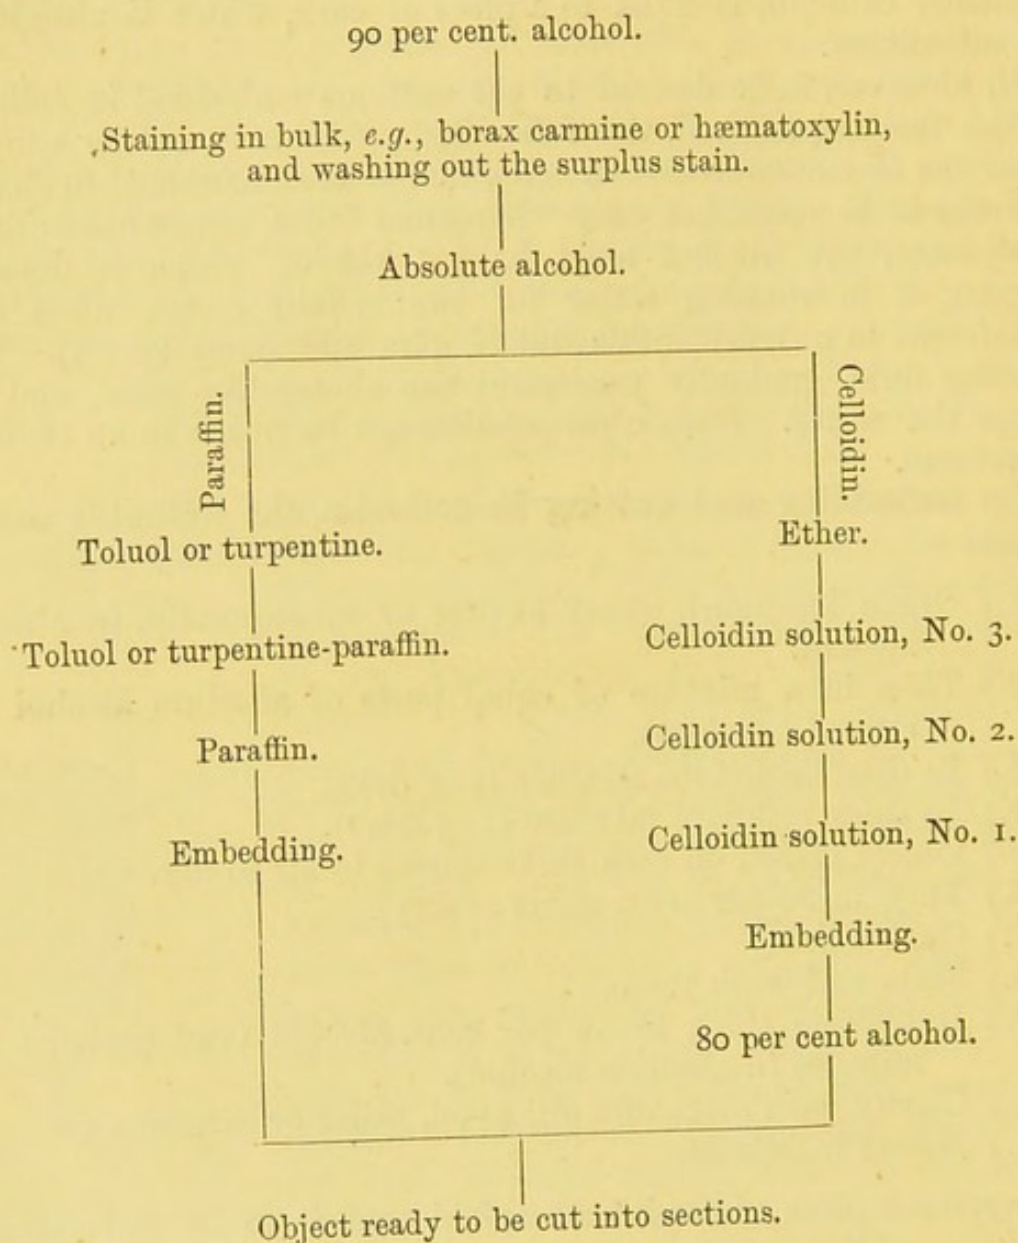 90 per cent. alcohol.
Staining in bulk, e.g., borax carmine or hæmatoxylin,
and washing out the surplus stain.
Absolute alcohol.
Paraffin.
Toluol or turpentine.
Toluol or turpentine-paraffin.
Paraffin.
Embedding.
Celloidin.
Ether.
Celloidin solution, No. 3.
Celloidin solution, No. 2.
Celloidin solution, No. 1.
Embedding.
80 per cent alcohol.
Object ready to be cut into sections.